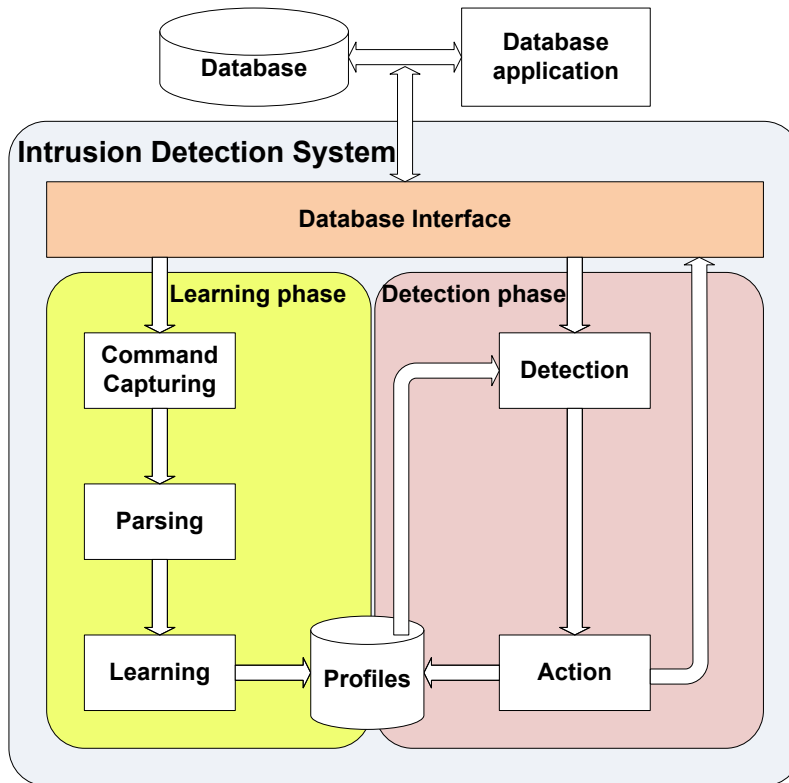 Database
Database
application
Intrusion Detection System
Database Interface
Learning phase
Detection phase
Command
Capturing
Detection
Parsing
Learning
Profiles
Action